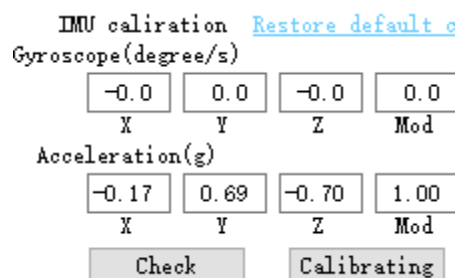 IMU caliration Restore default c
Gyroscope(degree/s)
-0.0 0.0 -0.0 0.0
X Y Z Mod
Acceleration(g)
-0.17 0.69 -0.70 1.00
X Y Z Mod
Check Calibrating